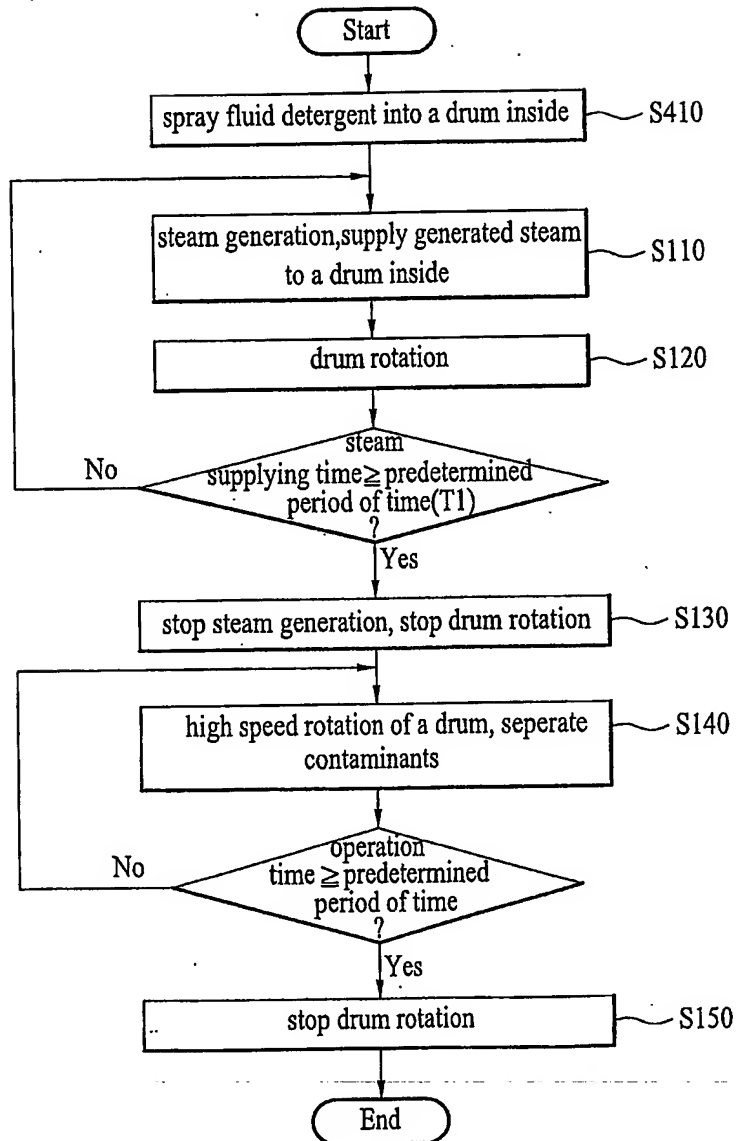 Start
spray fluid detergent into a drum inside
S410
steam generation,supply generated steam
to a drum inside
S110
drum rotation
S120
steam
supplying time≧predetermined
period of time(T1)
?
No
Yes
stop steam generation, stop drum rotation
S130
high speed rotation of a drum, seperate
contaminants
S140
operation
time ≧predetermined
period of time
?
No
Yes
stop drum rotation
S150
End